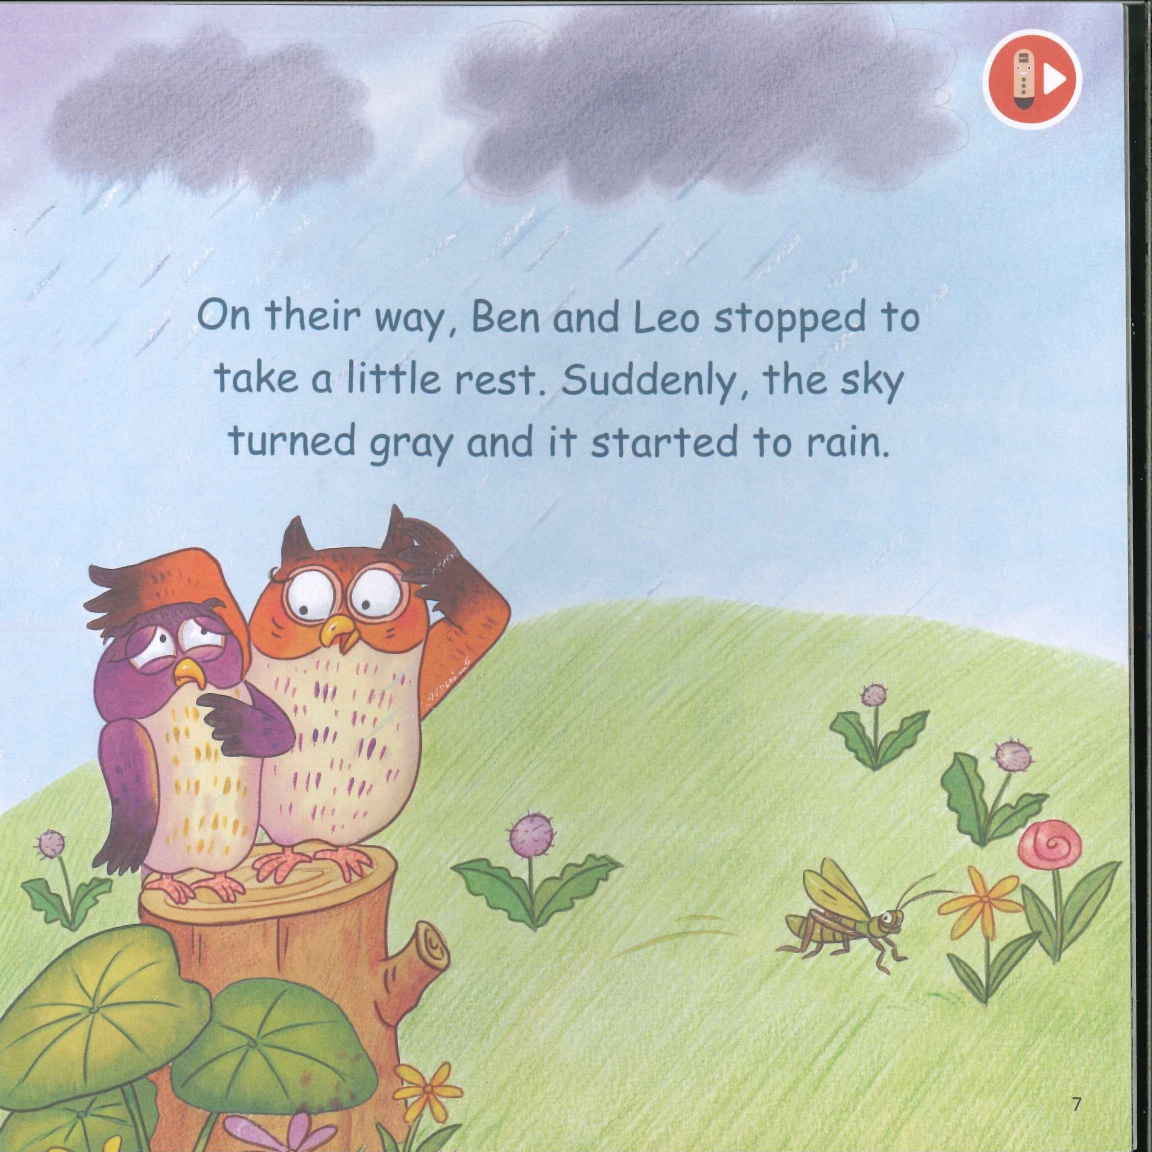 On their way, Ben and Leo stopped to
take a little rest. Suddenly, the sky
turned gray and it started to rain.
7